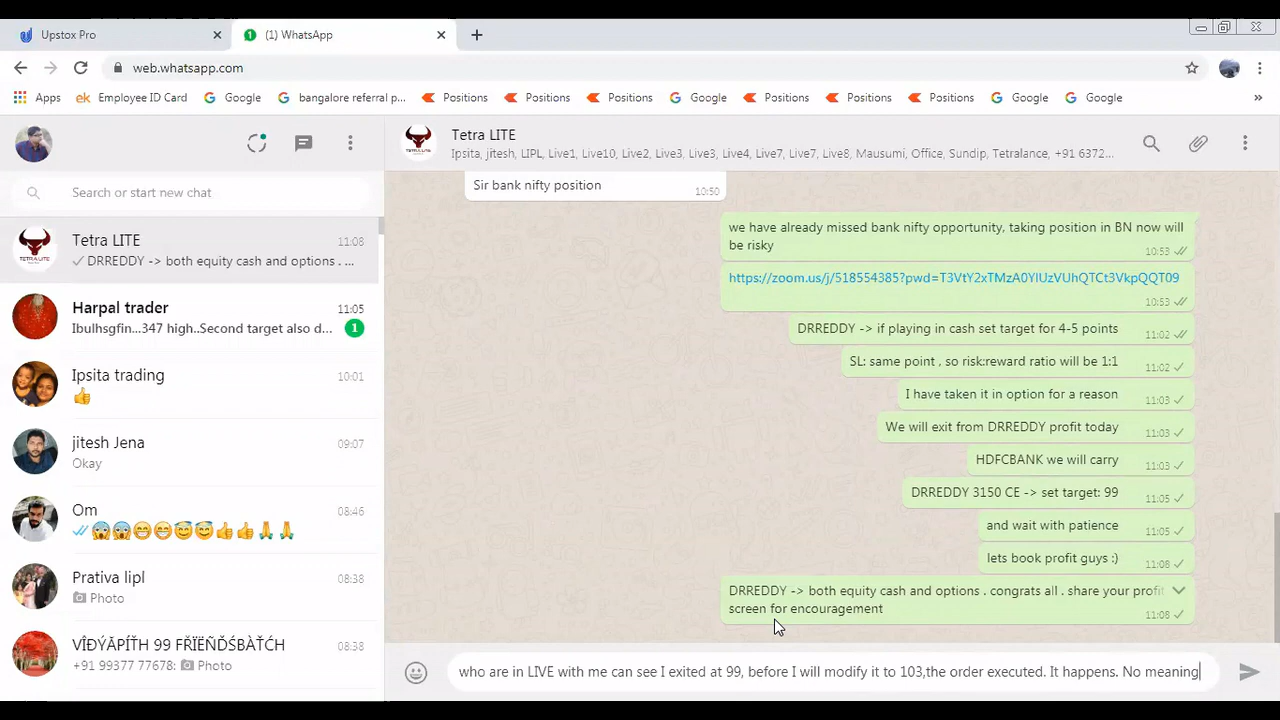 Upstox Pro
(1) WhatsApp
web.whatsapp.com
Apps
Employee ID Card
Google
bangalore referral p...
Positions
Positions
Positions
Google
Positions
Positions
Positions
Google
Google
Tetra LITE
Ipsita, jitesh, LIPL, Live1, Live10, Live2, Live3, Live3, Live4, Live7, Live7, Live8, Mausumi, Office, Sundip, Tetralance, +91 6372...
Search or start new chat
Tetra LITE
11:08
DRREDDY -> both equity cash and options . ...
Harpal trader
11:05
Ibulhsgfin...347 high..Second target also d...
1
Ipsita trading
10:01
👍
jitesh Jena
09:07
Okay
Om
08:46
😱😱😁😁😇😇👍👍🙏🙏
Prativa lipl
08:38
Photo
VÎĐÝĂPÍŤH 99 FŘÏËÑĎŚBÀŤĆH
08:38
+91 99377 77678: Photo
Sir bank nifty position
10:50
we have already missed bank nifty opportunity, taking position in BN now will
be risky
10:53
https://zoom.us/j/518554385?pwd=T3VtY2xTMzA0YlUzVUhQTCt3VkpQQT09
10:53
DRREDDY -> if playing in cash set target for 4-5 points
11:02
SL: same point , so risk:reward ratio will be 1:1
11:02
I have taken it in option for a reason
11:03
We will exit from DRREDDY profit today
11:03
HDFCBANK we will carry
11:03
DRREDDY 3150 CE -> set target: 99
11:05
and wait with patience
11:05
lets book profit guys :)
11:08
DRREDDY -> both equity cash and options . congrats all . share your profit
screen for encouragement
11:08
who are in LIVE with me can see I exited at 99, before I will modify it to 103,the order executed. It happens. No meaning